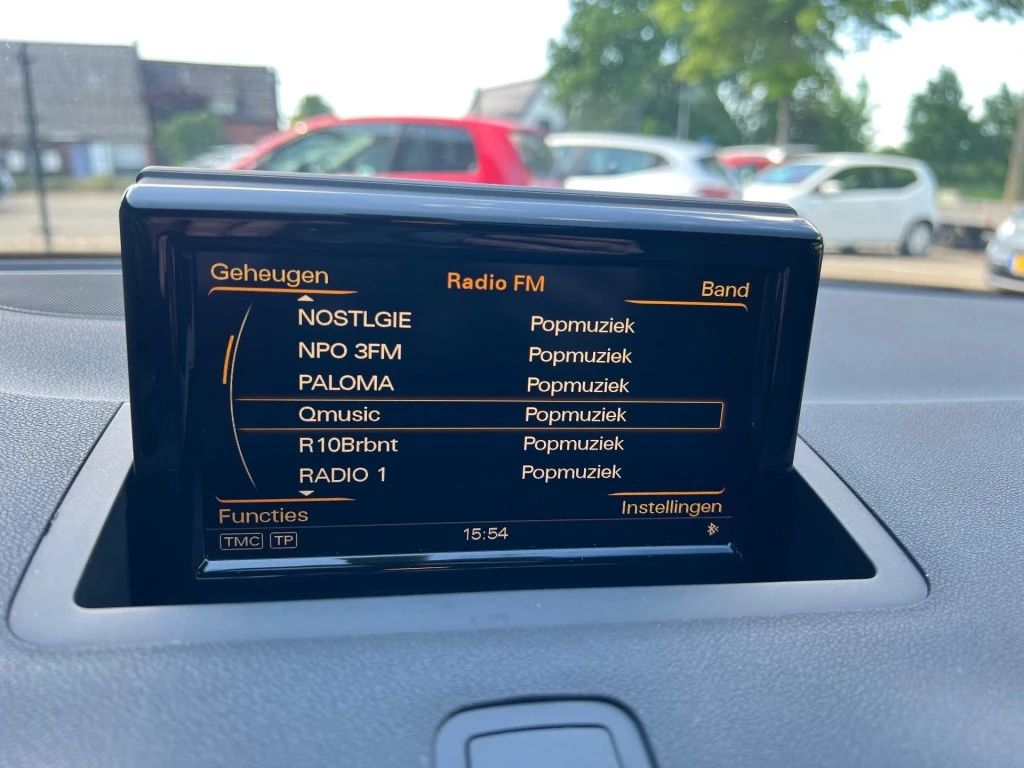 Geheugen Radio FM Band
NOSTLGIE Popmuziek
NPO 3FM Popmuziek
PALOMA Popmuziek
Qmusic Popmuziek
R10Brbnt Popmuziek
RADIO 1 Popmuziek
Functies Instellingen
TMC TP 15:54